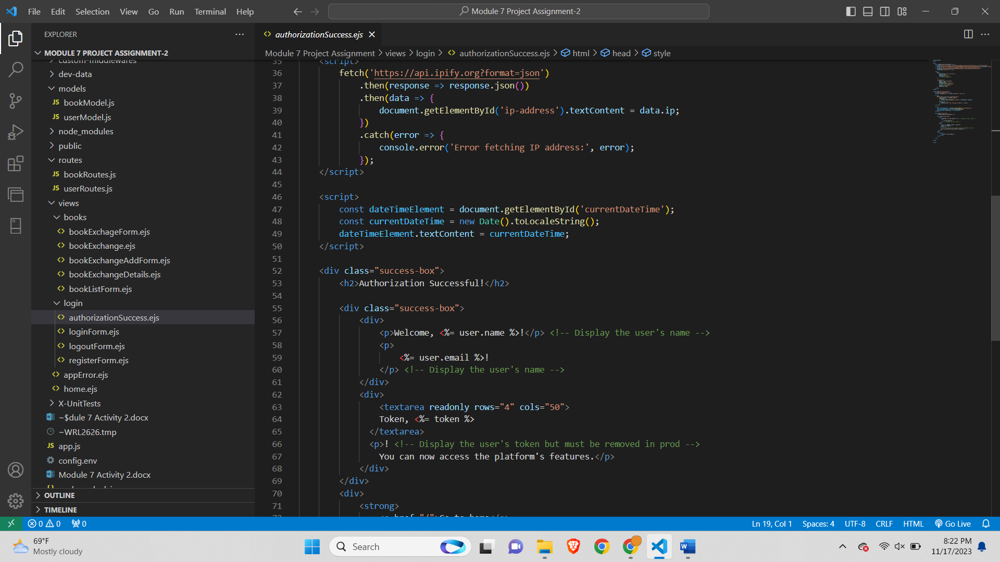 File Edit Selection View Go Run Terminal Help
Module 7 Project Assignment-2
EXPLORER
MODULE 7 PROJECT ASSIGNMENT-2
custom-middlewares
dev-data
models
JS bookModel.js
JS userModel.js
node_modules
public
routes
JS bookRoutes.js
JS userRoutes.js
views
books
bookExchageForm.ejs
bookExchange.ejs
bookExchangeAddForm.ejs
bookExchangeDetails.ejs
bookListForm.ejs
login
authorizationSuccess.ejs
loginForm.ejs
logoutForm.ejs
registerForm.ejs
appError.ejs
home.ejs
X-UnitTests
~$dule 7 Activity 2.docx
~WRL2626.tmp
JS app.js
config.env
Module 7 Activity 2.docx
OUTLINE
TIMELINE
authorizationSuccess.ejs
Module 7 Project Assignment > views > login > authorizationSuccess.ejs > html > head > style
35 <script>
36 fetch('https://api.ipify.org?format=json')
37 .then(response => response.json())
38 .then(data => {
39 document.getElementById('ip-address').textContent = data.ip;
40 })
41 .catch(error => {
42 console.error('Error fetching IP address:', error);
43 });
44 </script>
45
46 <script>
47 const dateTimeElement = document.getElementById('currentDateTime');
48 const currentDateTime = new Date().toLocaleString();
49 dateTimeElement.textContent = currentDateTime;
50 </script>
51
52 <div class="success-box">
53 <h2>Authorization Successful!</h2>
54
55 <div class="success-box">
56 <div>
57 <p>Welcome, <%= user.name %>!</p> <!-- Display the user's name -->
58 <p>
59 <%= user.email %>!
60 </p> <!-- Display the user's name -->
61 </div>
62 <div>
63 <textarea readonly rows="4" cols="50">
64 Token, <%= token %>
65 </textarea>
66 <p>! <!-- Display the user's token but must be removed in prod -->
67 You can now access the platform's features.</p>
68 </div>
69 </div>
70 <div>
71 <strong>
0 0 0
Ln 19, Col 1 Spaces: 4 UTF-8 CRLF HTML Go Live
69°F
Mostly cloudy
Search
8:22 PM
11/17/2023